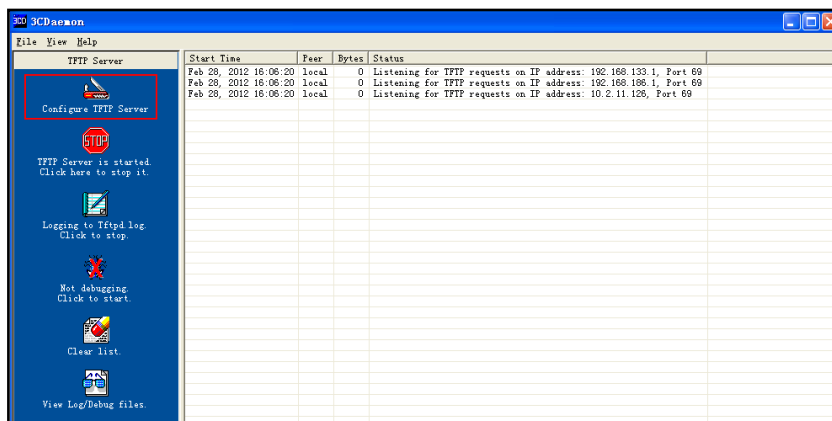 3CD 3CDaemon
File View Help
TFTP Server
Configure TFTP Server
STOP
TFTP Server is started.
Click here to stop it.
Logging to Tftpd.log.
Click to stop.
Not debugging.
Click to start.
Clear list.
View Log/Debug files.
Start Time Peer Bytes Status
Feb 28, 2012 16:06:20 local 0 Listening for TFTP requests on IP address: 192.168.133.1, Port 69
Feb 28, 2012 16:06:20 local 0 Listening for TFTP requests on IP address: 192.168.186.1, Port 69
Feb 28, 2012 16:06:20 local 0 Listening for TFTP requests on IP address: 10.2.11.126, Port 69